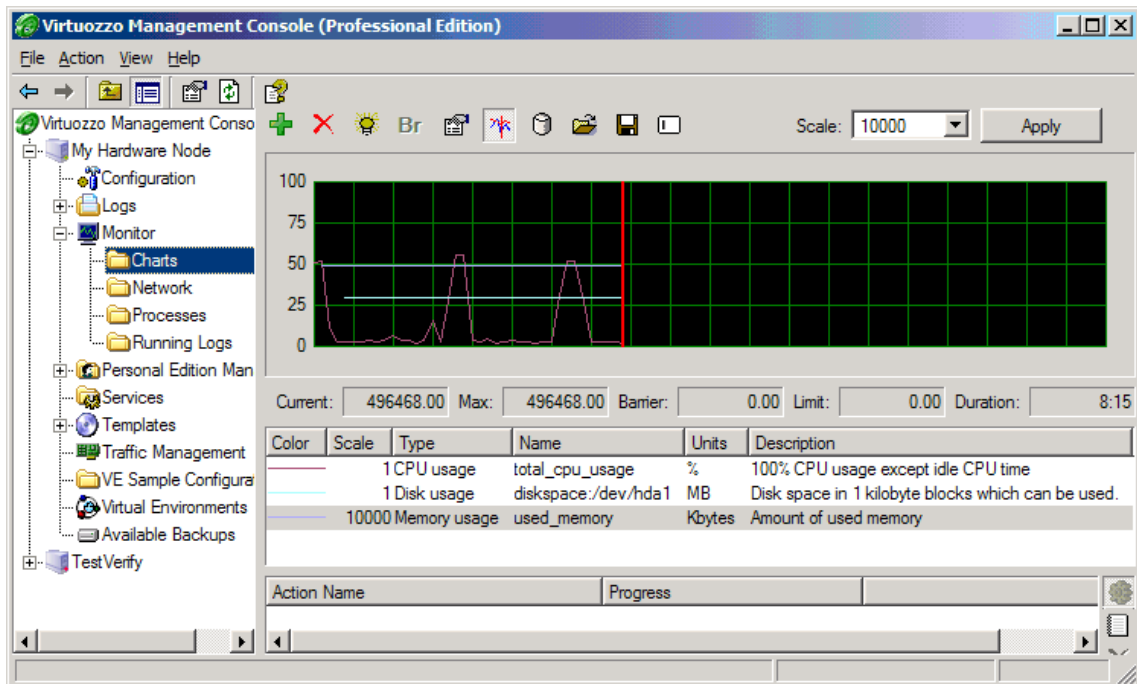 Virtuozzo Management Console (Professional Edition)
File Action View Help
Virtuozzo Management Conso
My Hardware Node
Configuration
Logs
Monitor
Charts
Network
Processes
Running Logs
Personal Edition Man
Services
Templates
Traffic Management
VE Sample Configura
Virtual Environments
Available Backups
TestVerify
Br
Scale: 10000 Apply
100
75
50
25
0
Current: 496468.00 Max: 496468.00 Barrier: 0.00 Limit: 0.00 Duration: 8:15
Color Scale Type Name Units Description
1 CPU usage total_cpu_usage % 100% CPU usage except idle CPU time
1 Disk usage diskspace:/dev/hda1 MB Disk space in 1 kilobyte blocks which can be used.
10000 Memory usage used_memory Kbytes Amount of used memory
Action Name Progress